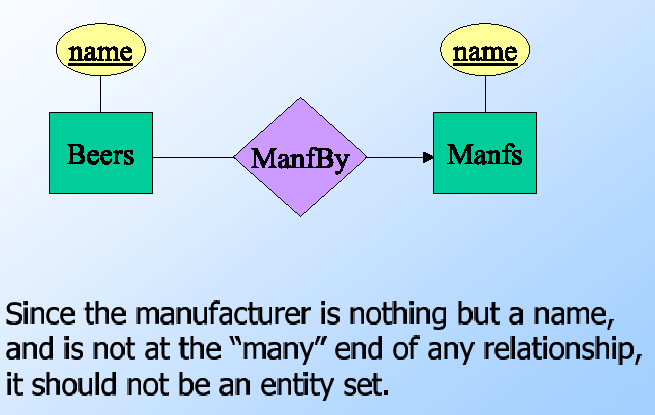 name
name
Beers
ManfBy
Manfs
Since the manufacturer is nothing but a name,
and is not at the “many” end of any relationship,
it should not be an entity set.